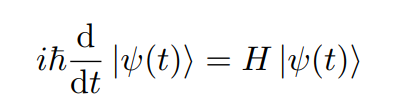 iħ d/dt |ψ(t)⟩ = H |ψ(t)⟩